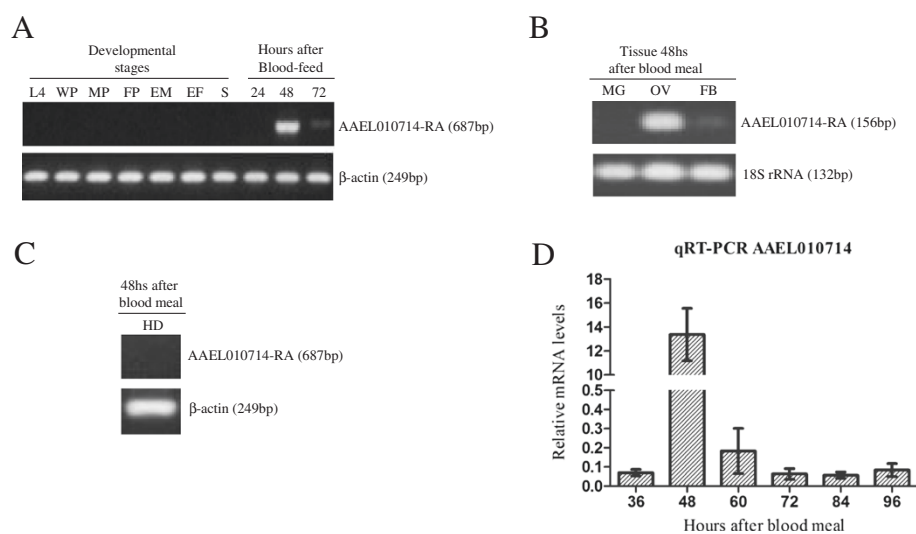 A
Developmental stages
Hours after Blood-feed
L4 WP MP FP EM EF S 24 48 72
AAEL010714-RA (687bp)
β-actin (249bp)
B
Tissue 48hs
after blood meal
MG OV FB
AAEL010714-RA (156bp)
18S rRNA (132bp)
C
48hs after
blood meal
HD
AAEL010714-RA (687bp)
β-actin (249bp)
D
qRT-PCR AAEL010714
Relative mRNA levels
18
16
14
12
10
0.5
0.4
0.3
0.2
0.1
0.0
36 48 60 72 84 96
Hours after blood meal